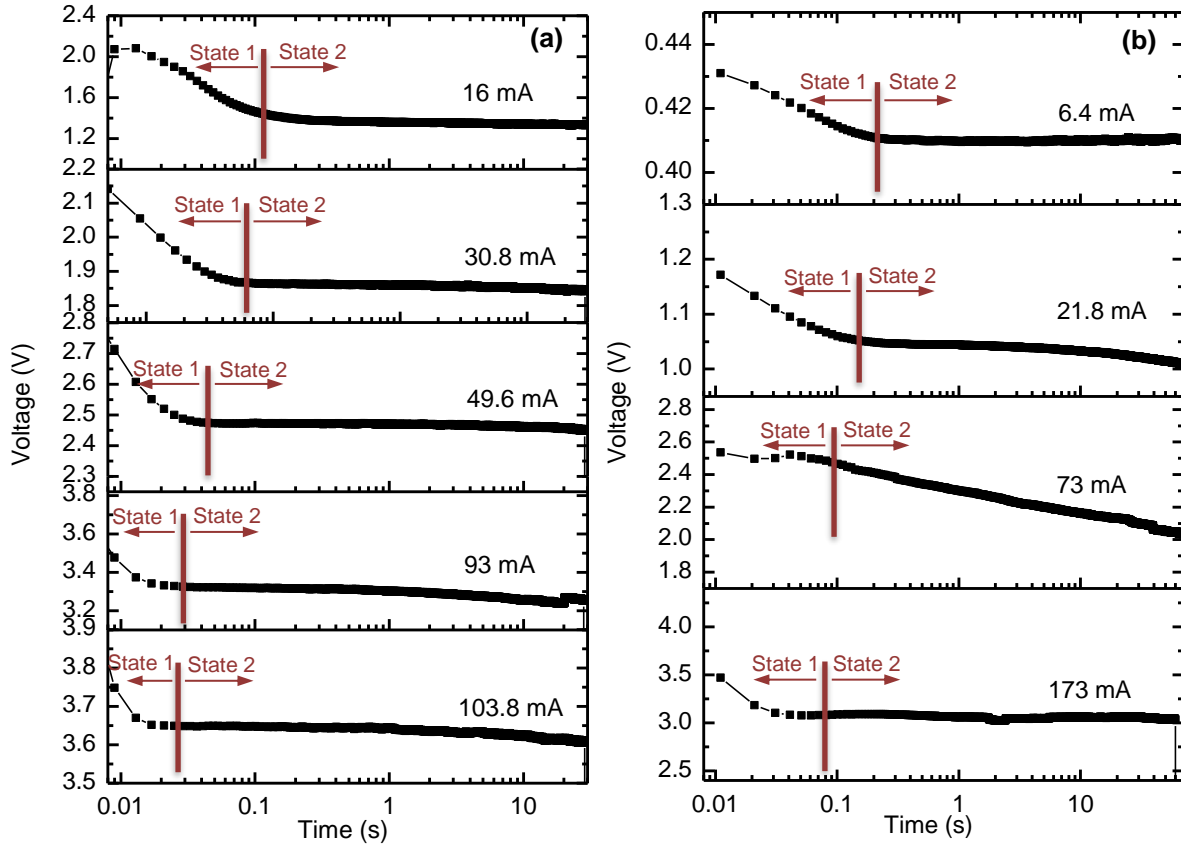 (a)
2.4
2.0
1.6
1.2
State 1
State 2
16 mA
2.2
2.1
2.0
1.9
1.8
State 1
State 2
30.8 mA
2.8
2.7
2.6
2.5
2.4
2.3
State 1
State 2
49.6 mA
3.8
3.6
3.4
3.2
State 1
State 2
93 mA
3.9
3.8
3.7
3.6
3.5
State 1
State 2
103.8 mA
Voltage (V)
0.01
0.1
1
10
Time (s)
(b)
0.44
0.42
0.40
State 1
State 2
6.4 mA
1.3
1.2
1.1
1.0
State 1
State 2
21.8 mA
2.8
2.6
2.4
2.2
2.0
1.8
State 1
State 2
73 mA
4.0
3.5
3.0
2.5
State 1
State 2
173 mA
Voltage (V)
0.01
0.1
1
10
Time (s)